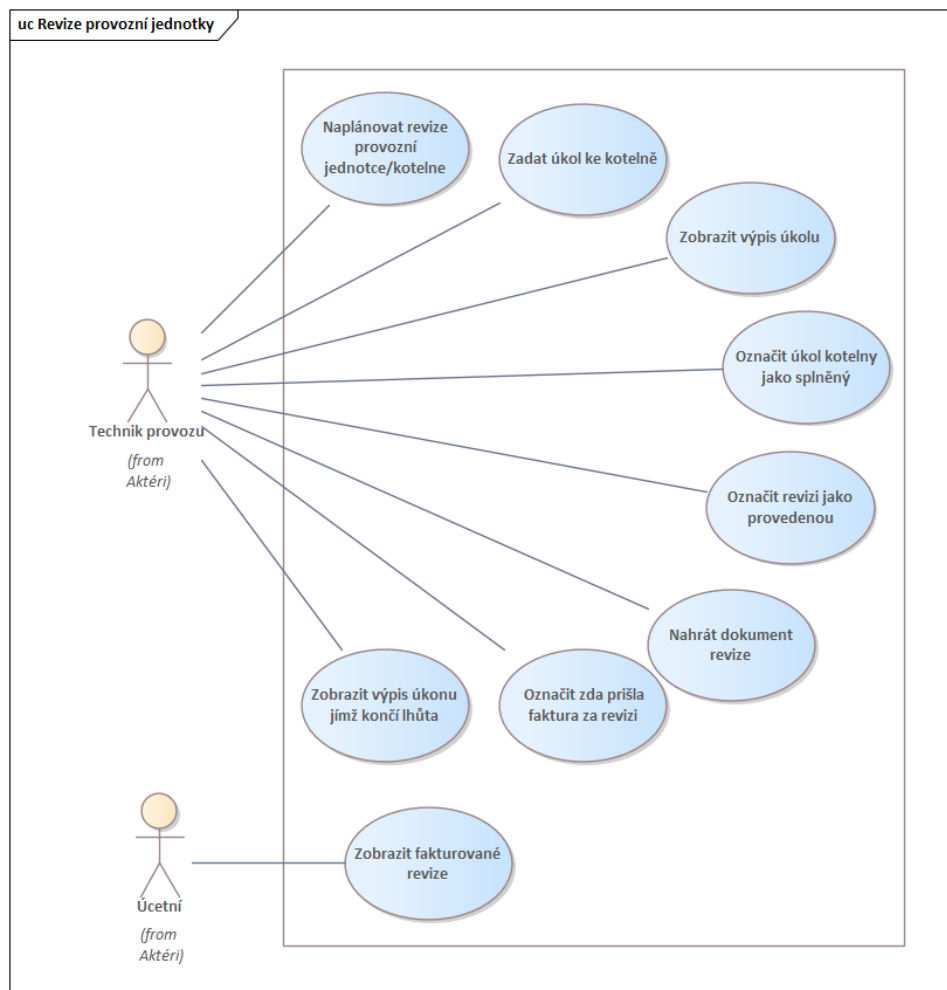 uc Revize provozní jednotky
Naplánovat revize
provozní
jednotce/kotelne
Zadat úkol ke kotelně
Zobrazit výpis úkolu
Označit úkol kotelny
jako splněný
Technik provozu
(from
Aktéři)
Označit revizi jako
provedenou
Nahrát dokument
revize
Zobrazit výpis úkonu
jímž končí lhůta
Označit zda prišla
faktura za revizi
Zobrazit fakturované
revize
Účetní
(from
Aktéři)